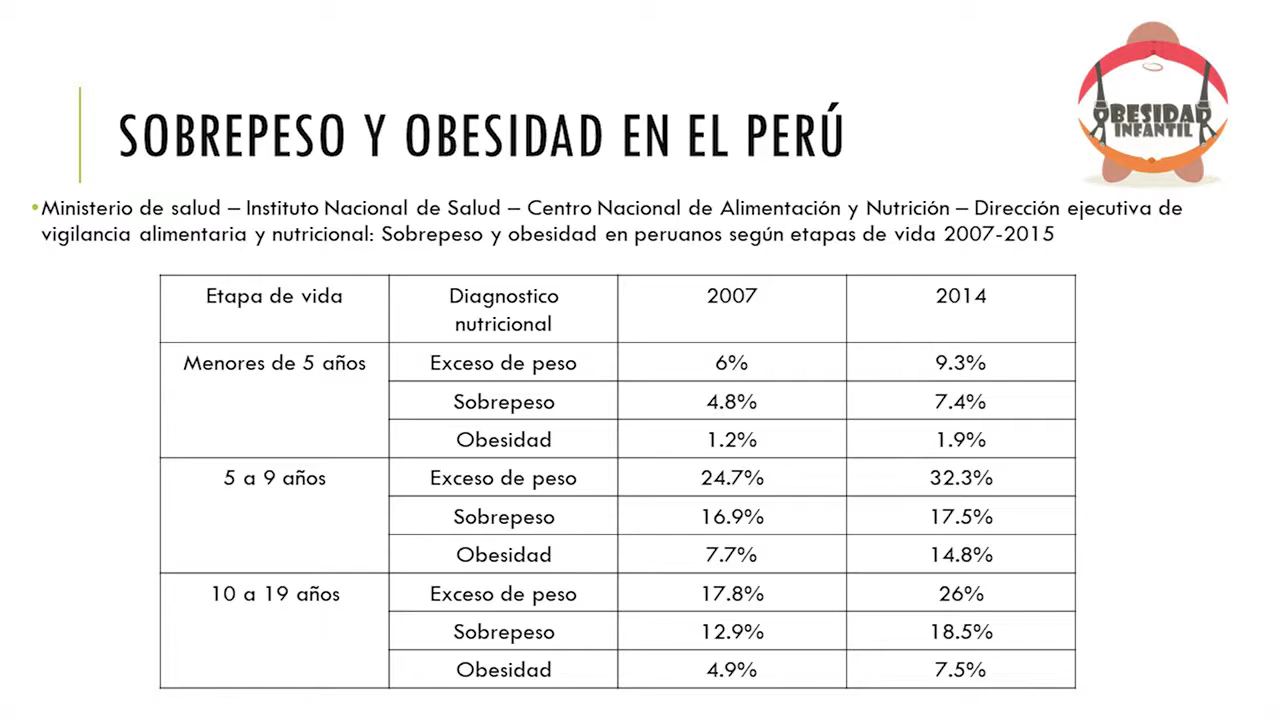 SOBREPESO Y OBESIDAD EN EL PERÚ
OBESIDAD
INFANTIL
•Ministerio de salud – Instituto Nacional de Salud – Centro Nacional de Alimentación y Nutrición – Dirección ejecutiva de
vigilancia alimentaria y nutricional: Sobrepeso y obesidad en peruanos según etapas de vida 2007-2015
Etapa de vida Diagnostico nutricional 2007 2014
Menores de 5 años Exceso de peso 6% 9.3%
Sobrepeso 4.8% 7.4%
Obesidad 1.2% 1.9%
5 a 9 años Exceso de peso 24.7% 32.3%
Sobrepeso 16.9% 17.5%
Obesidad 7.7% 14.8%
10 a 19 años Exceso de peso 17.8% 26%
Sobrepeso 12.9% 18.5%
Obesidad 4.9% 7.5%